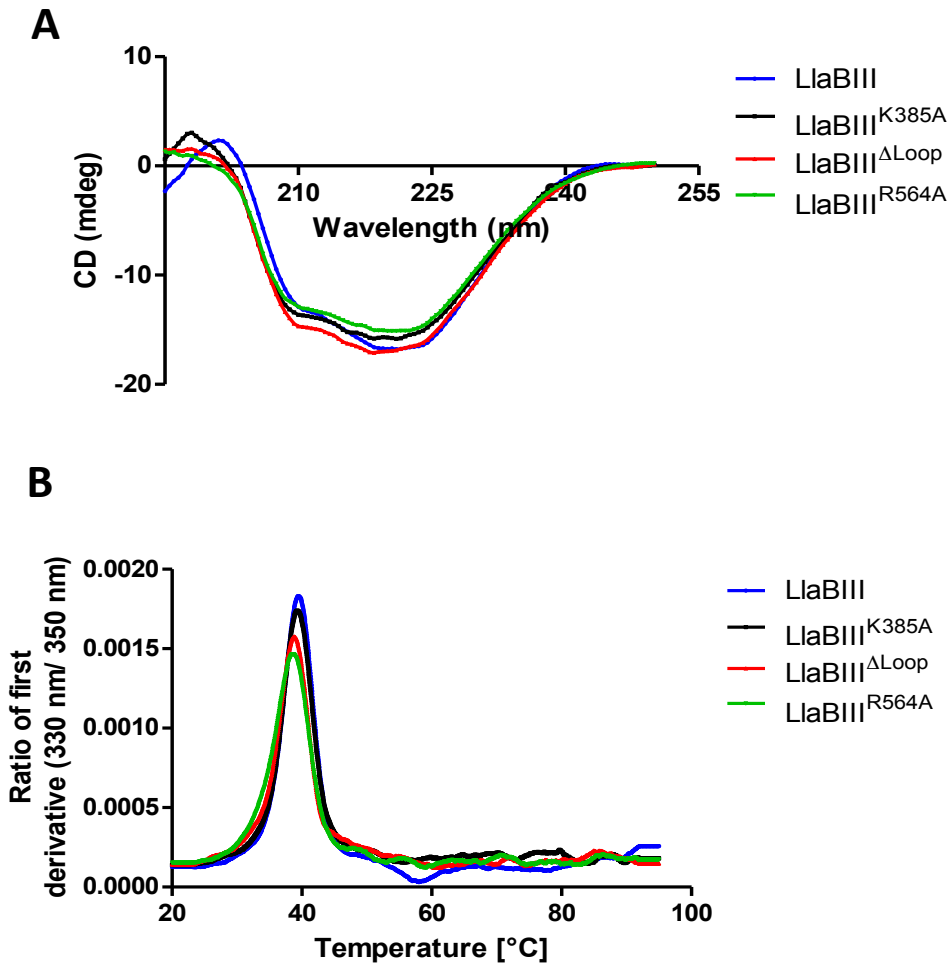 A
10
0
-10
-20
CD (mdeg)
210
225
240
255
Wavelength (nm)
LlaBIII
LlaBIII^K385A
LlaBIII^ΔLoop
LlaBIII^R564A
B
0.0020
0.0015
0.0010
0.0005
0.0000
Ratio of first
derivative (330 nm/ 350 nm)
20
40
60
80
100
Temperature [°C]
LlaBIII
LlaBIII^K385A
LlaBIII^ΔLoop
LlaBIII^R564A